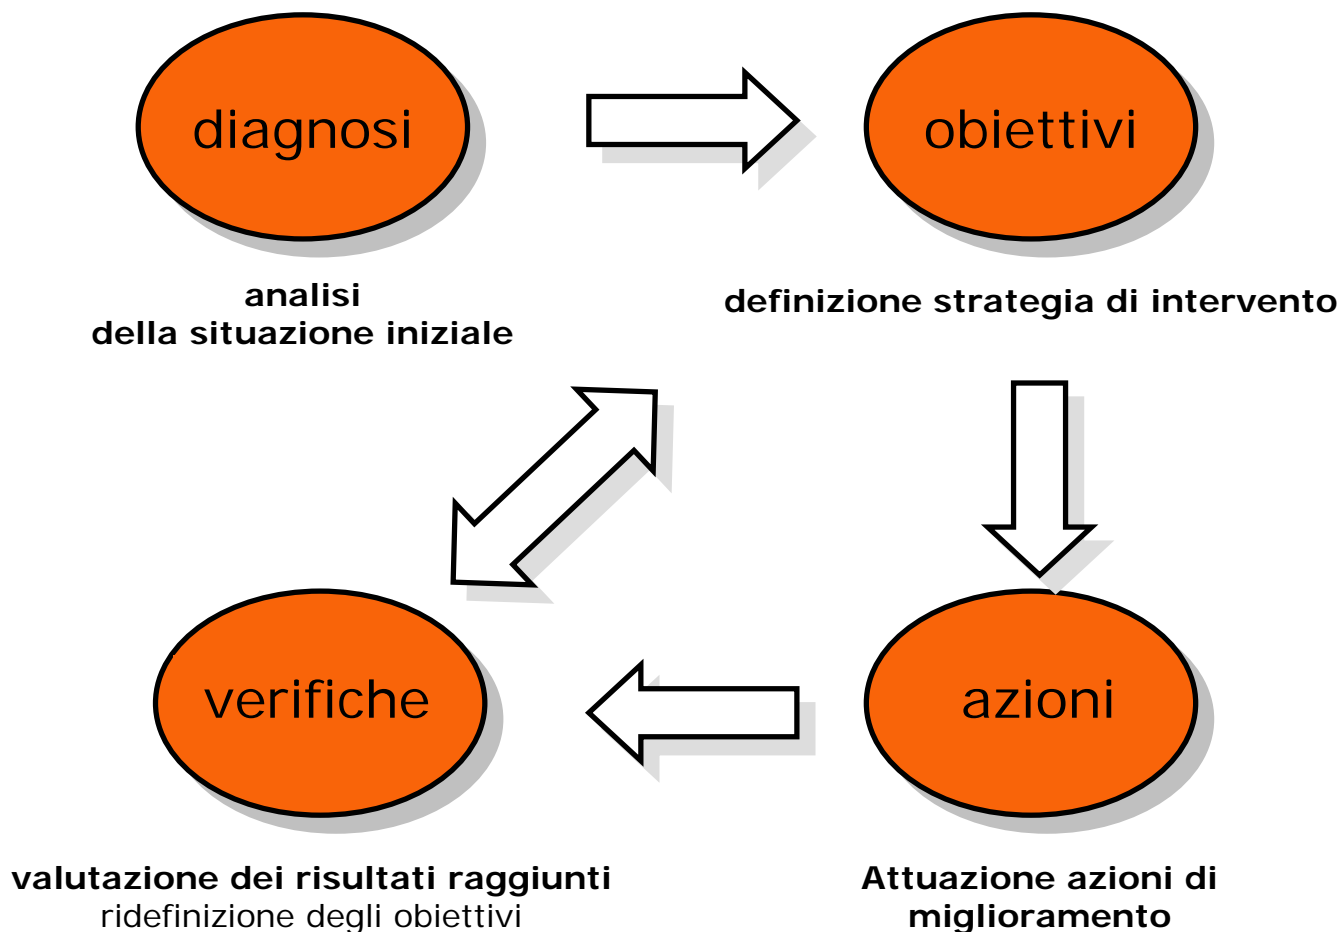 diagnosi
obiettivi
analisi
della situazione iniziale
definizione strategia di intervento
verifiche
azioni
valutazione dei risultati raggiunti
ridefinizione degli obiettivi
Attuazione azioni di
miglioramento